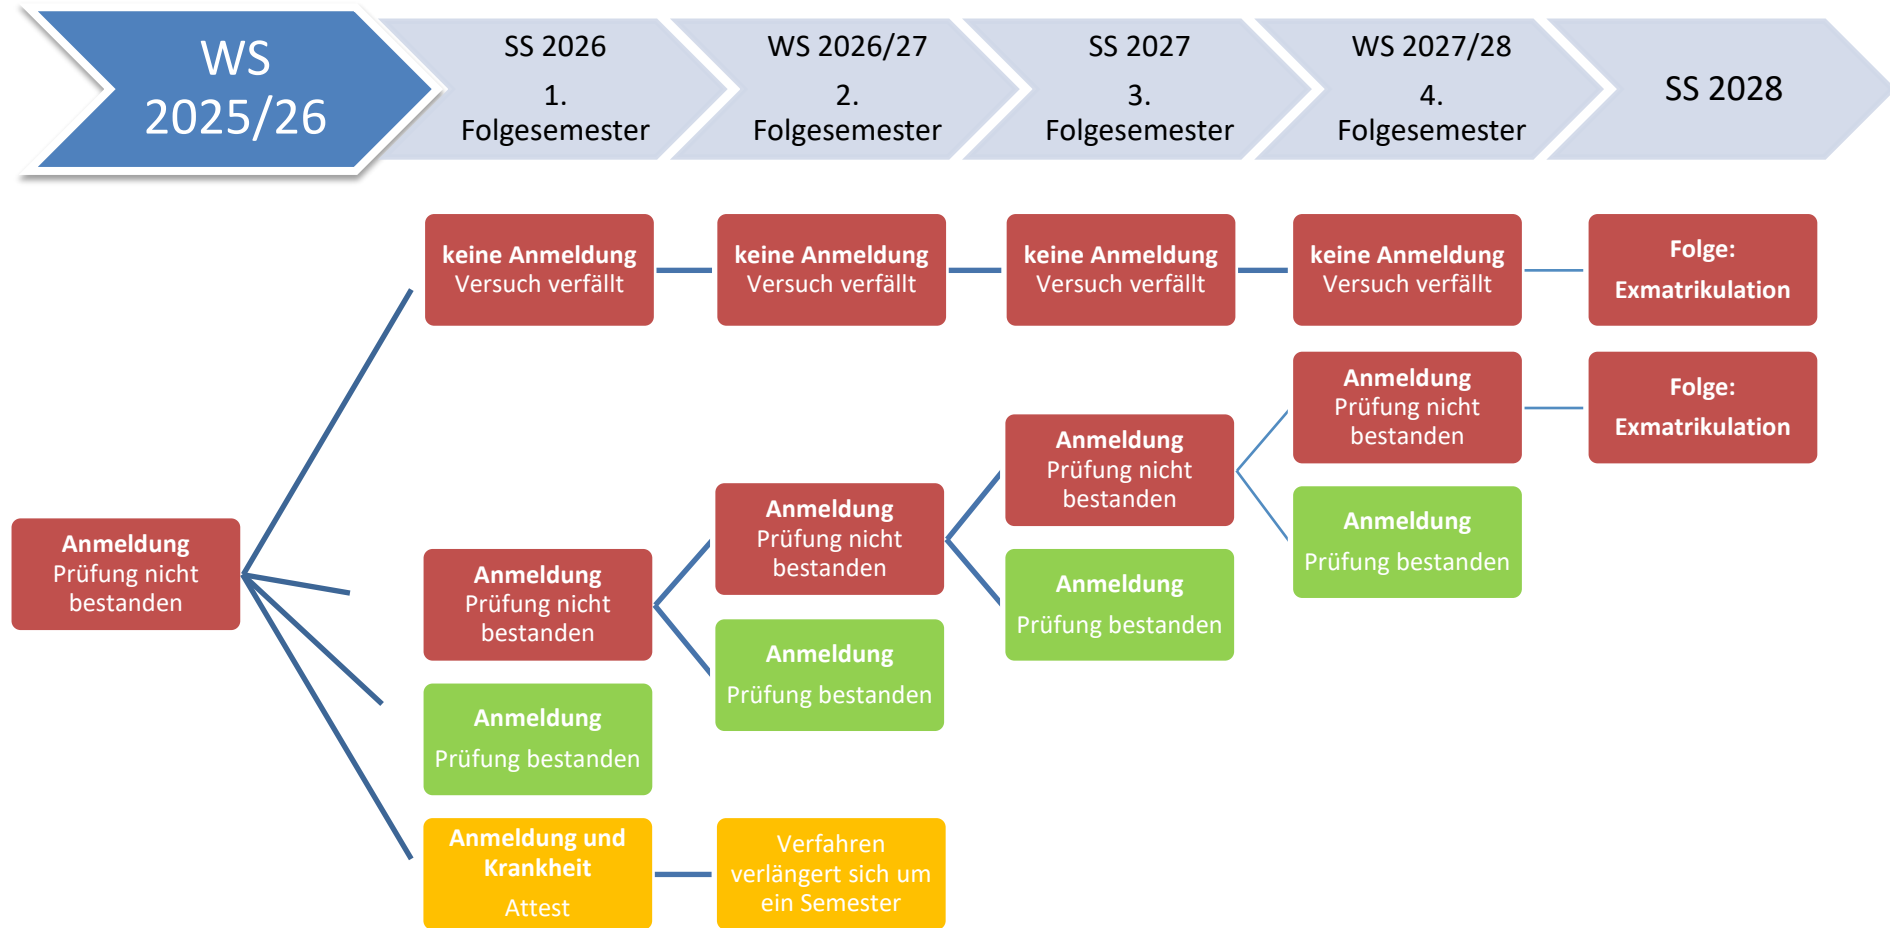 WS
2025/26
SS 2026
1.
Folgesemester
WS 2026/27
2.
Folgesemester
SS 2027
3.
Folgesemester
WS 2027/28
4.
Folgesemester
SS 2028
keine Anmeldung
Versuch verfällt
keine Anmeldung
Versuch verfällt
keine Anmeldung
Versuch verfällt
keine Anmeldung
Versuch verfällt
Folge:
Exmatrikulation
Anmeldung
Prüfung nicht
bestanden
Folge:
Exmatrikulation
Anmeldung
Prüfung nicht
bestanden
Anmeldung
Prüfung bestanden
Anmeldung
Prüfung nicht
bestanden
Anmeldung
Prüfung bestanden
Anmeldung
Prüfung nicht
bestanden
Anmeldung
Prüfung nicht
bestanden
Anmeldung
Prüfung bestanden
Anmeldung
Prüfung bestanden
Anmeldung und
Krankheit
Attest
Verfahren
verlängert sich um
ein Semester